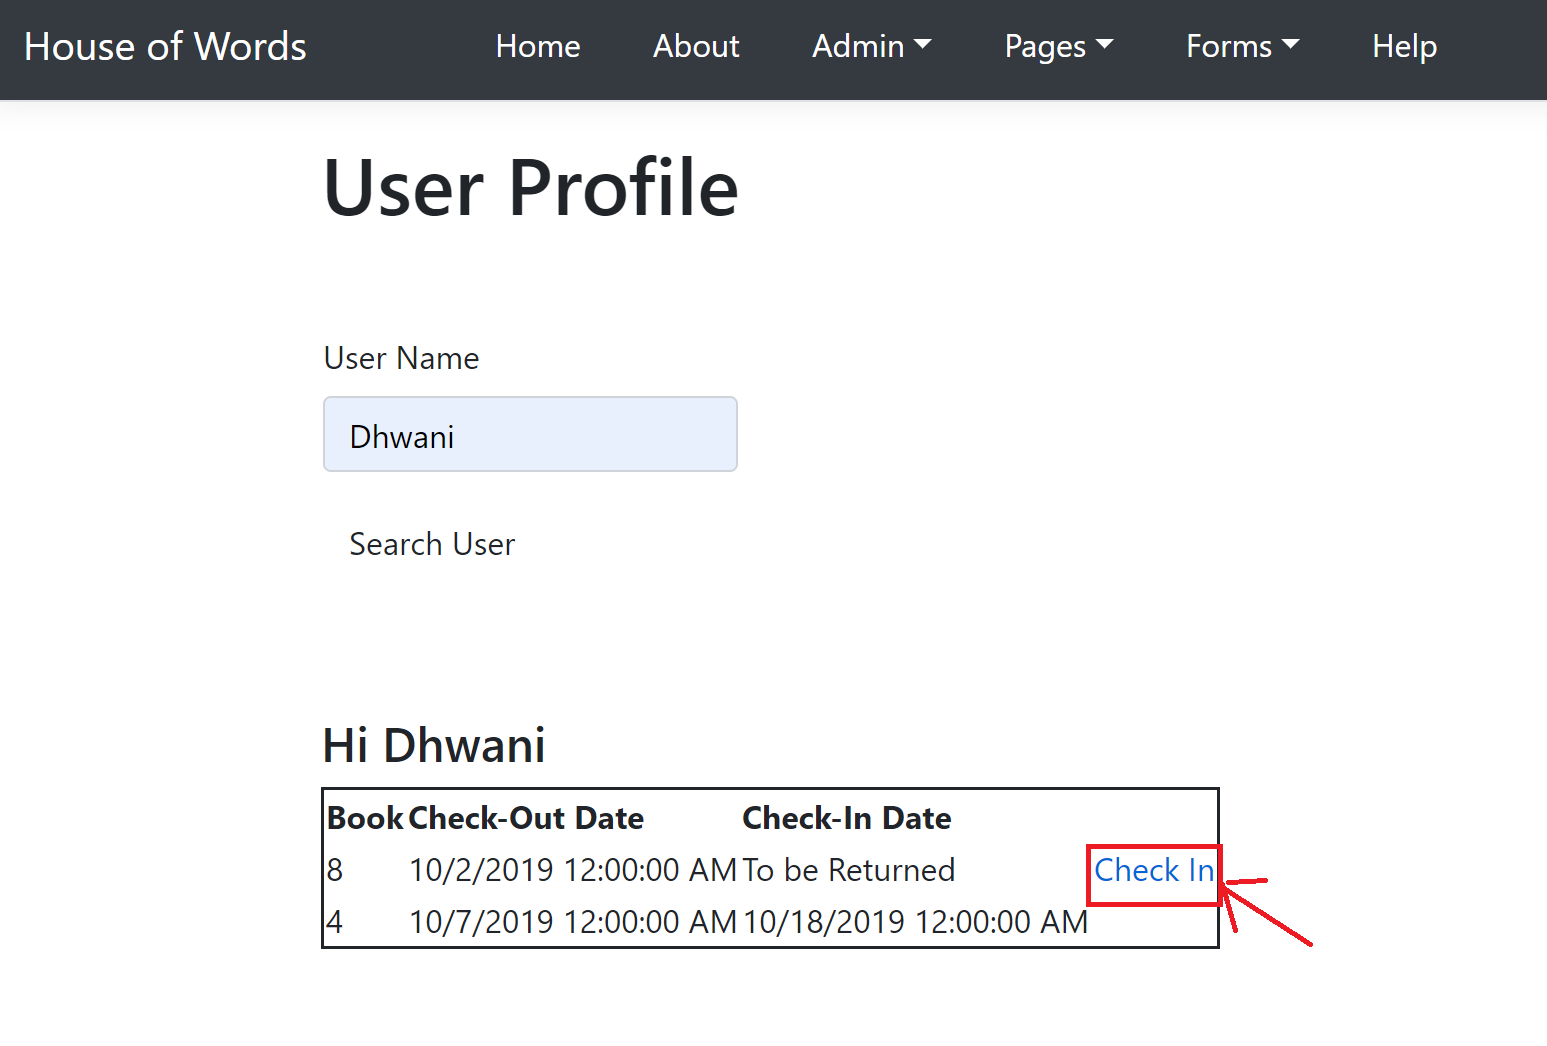 House of Words Home About Admin Pages Forms Help
User Profile
User Name
Dhwani
Search User
Hi Dhwani
Book Check-Out Date Check-In Date
8 10/2/2019 12:00:00 AM To be Returned Check In
4 10/7/2019 12:00:00 AM 10/18/2019 12:00:00 AM